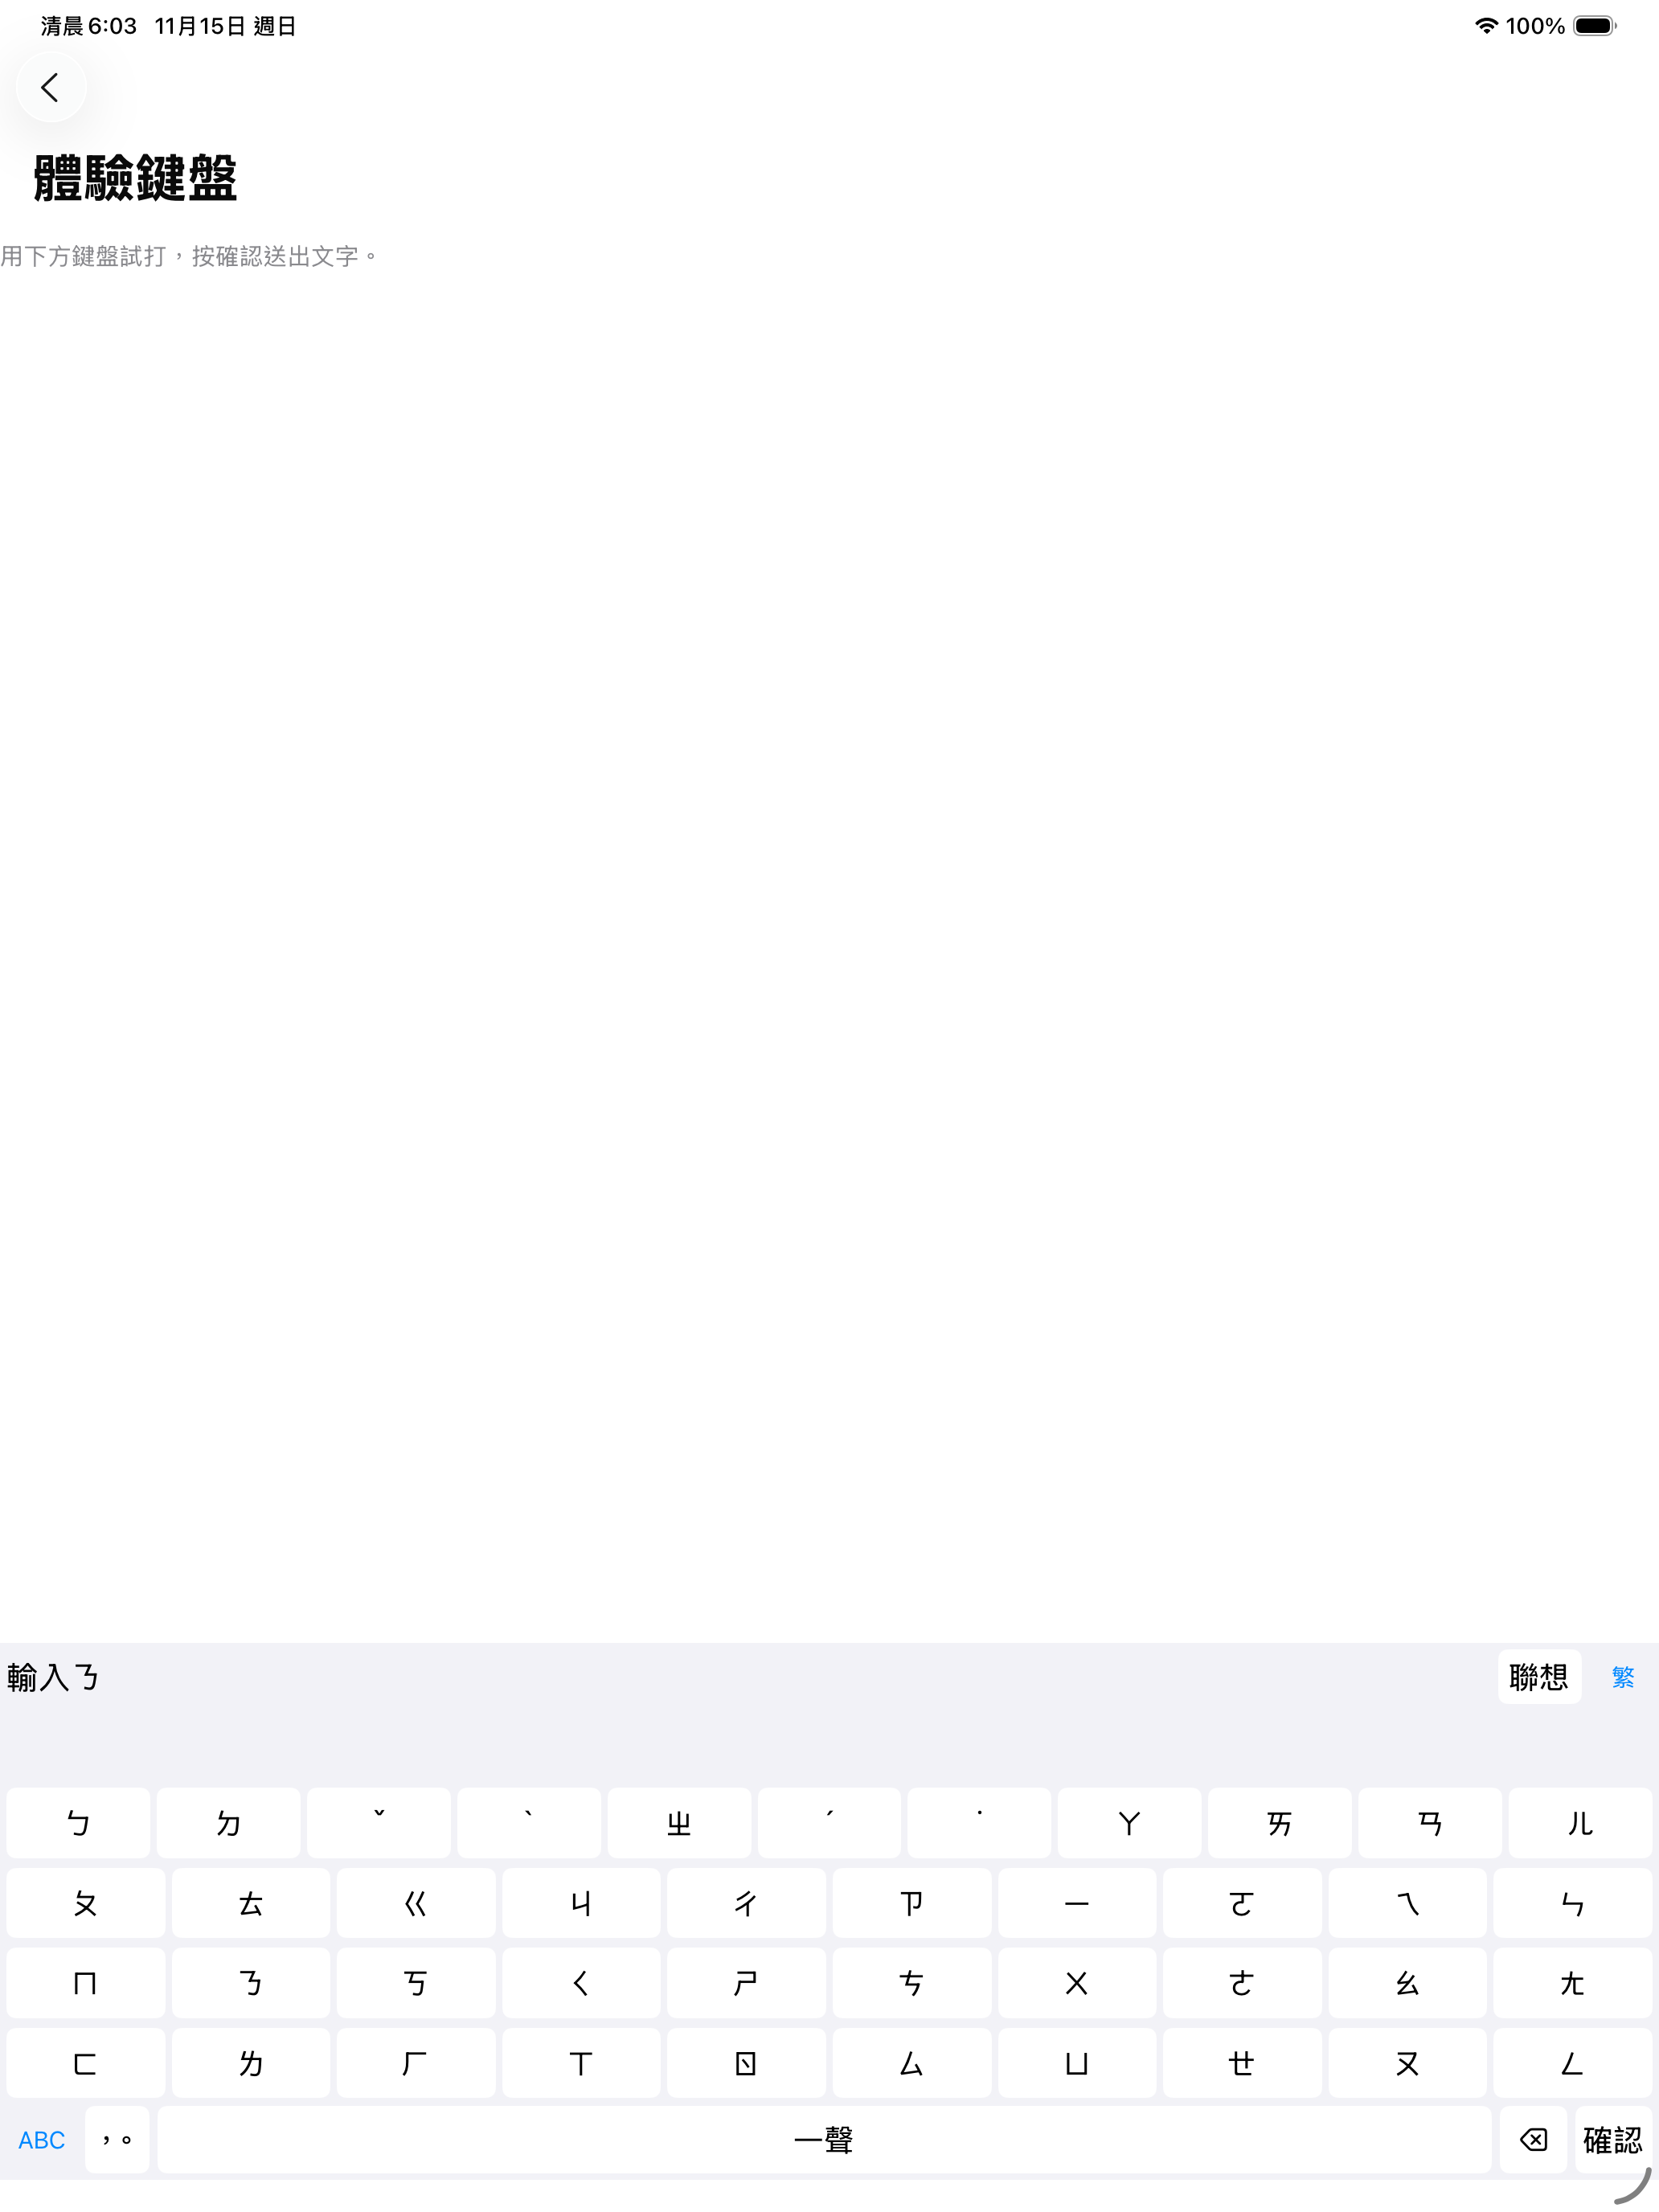 清晨6:03 11月15日 週日
100%
體驗鍵盤
用下方鍵盤試打，按確認送出文字。
輸入ㄋ
聯想
繁
ㄅ ㄉ ˇ ˋ ㄓ ˊ ˙ ㄚ ㄞ ㄢ ㄦ
ㄆ ㄊ ㄍ ㄐ ㄔ ㄗ ㄧ ㄛ ㄟ ㄣ
ㄇ ㄋ ㄎ ㄑ ㄕ ㄘ ㄨ ㄜ ㄠ ㄤ
ㄈ ㄌ ㄏ ㄒ ㄖ ㄙ ㄩ ㄝ ㄡ ㄥ
ABC ，。 一聲 確認